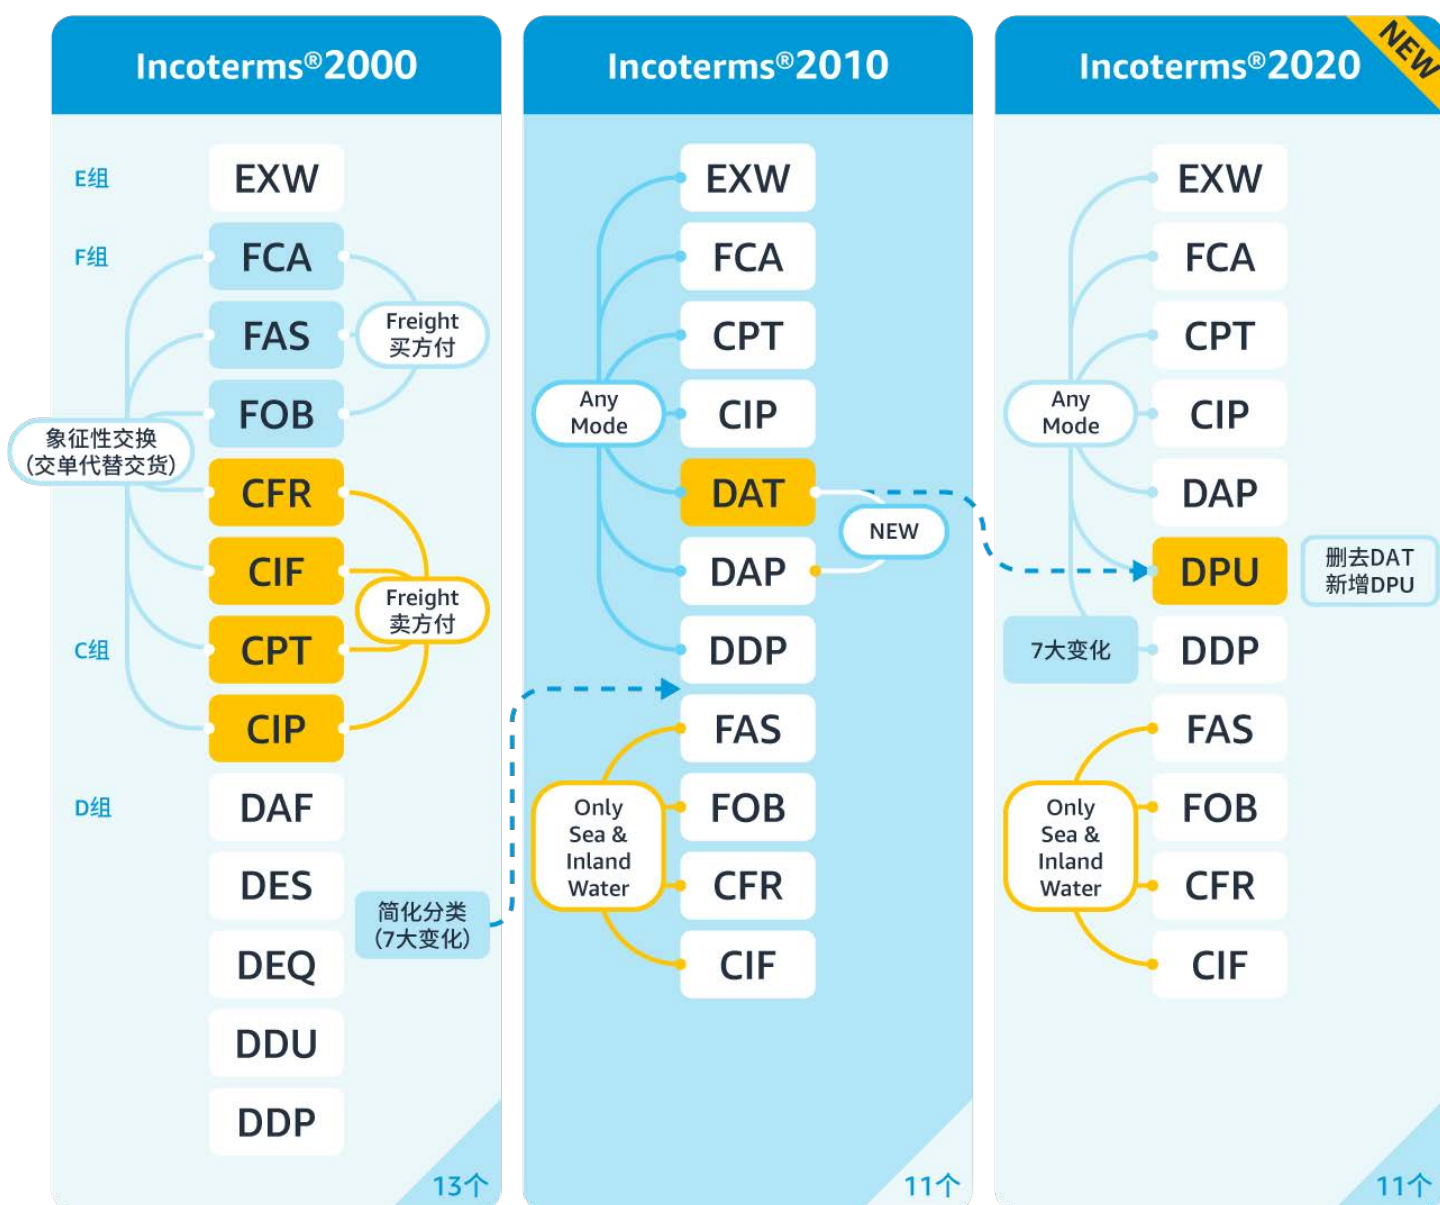 Incoterms®2000
E组
EXW
F组
FCA
FAS
Freight
买方付
FOB
象征性交换
（交单代替交货）
CFR
CIF
Freight
卖方付
C组
CPT
CIP
D组
DAF
DES
简化分类
（7大变化）
DEQ
DDU
DDP
13个
Incoterms®2010
EXW
FCA
CPT
Any
Mode
CIP
DAT
NEW
DAP
DDP
FAS
Only
Sea &
Inland
Water
FOB
CFR
CIF
11个
Incoterms®2020
NEW
EXW
FCA
CPT
Any
Mode
CIP
DAP
DPU
删去DAT
新增DPU
7大变化
DDP
FAS
Only
Sea &
Inland
Water
FOB
CFR
CIF
11个